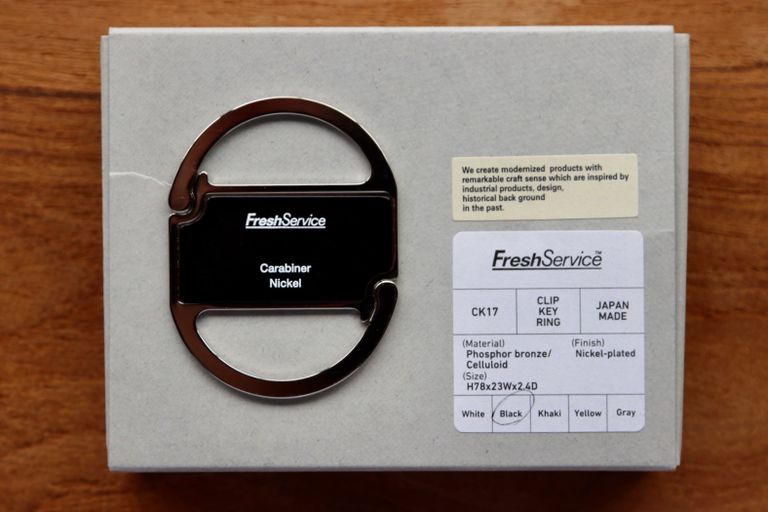 FreshService
Carabiner
Nickel
We create modernized products with
remarkable craft sense which are inspired by
industrial products, design,
historical back ground
in the past.
FreshService™
CK17
CLIP
KEY
RING
JAPAN
MADE
(Material)
Phosphor bronze/
Celluloid
(Finish)
Nickel-plated
(Size)
H78x23Wx2.4D
White Black Khaki Yellow Gray